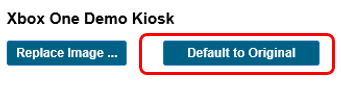 Xbox One Demo Kiosk
Replace Image ... Default to Original